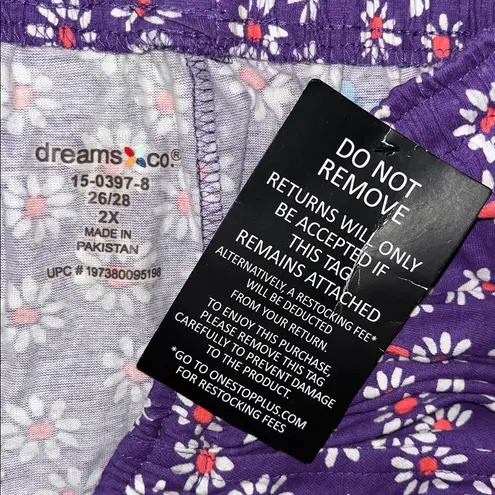 dreams co.®
15-0397-8
26/28
2X
MADE IN
PAKISTAN
UPC # 197380095198
DO NOT
REMOVE
RETURNS WILL ONLY
BE ACCEPTED IF
THIS TAG
REMAINS ATTACHED
ALTERNATIVELY, A RESTOCKING FEE*
WILL BE DEDUCTED
FROM YOUR RETURN.
TO ENJOY THIS PURCHASE,
PLEASE REMOVE THIS TAG
CAREFULLY TO PREVENT DAMAGE
TO THE PRODUCT.
*GO TO ONESTOPPLUS.COM
FOR RESTOCKING FEES